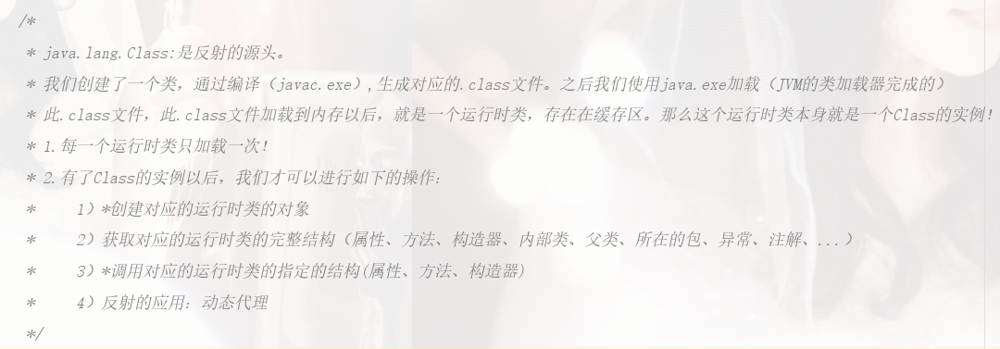 /*
* java.lang.Class:是反射的源头。
* 我们创建了一个类，通过编译（javac.exe）,生成对应的.class文件。之后我们使用java.exe加载（JVM的类加载器完成的）
* 此.class文件，此.class文件加载到内存以后，就是一个运行时类，存在在缓存区。那么这个运行时类本身就是一个Class的实例！
* 1.每一个运行时类只加载一次！
* 2.有了Class的实例以后，我们才可以进行如下的操作：
* 1）*创建对应的运行时类的对象
* 2）获取对应的运行时类的完整结构（属性、方法、构造器、内部类、父类、所在的包、异常、注解、...）
* 3）*调用对应的运行时类的指定的结构(属性、方法、构造器)
* 4）反射的应用：动态代理
*/